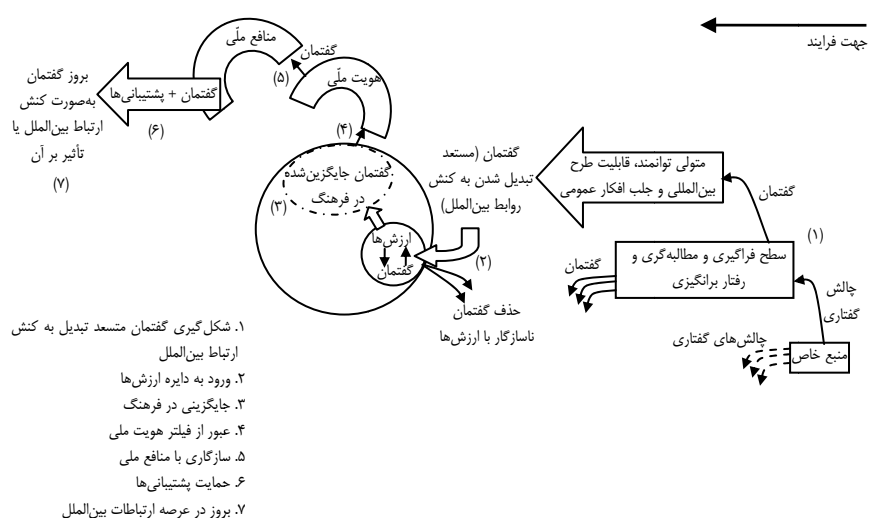 جهت فرایند
(۱)
منبع خاص
چالش‌های گفتاری
چالش
گفتاری
سطح فراگیری و مطالبه‌گری و
رفتار برانگیزی
گفتمان
گفتمان
متولی توانمند، قابلیت طرح
بین‌المللی و جلب افکار عمومی
گفتمان (مستعد
تبدیل شدن به کنش
روابط بین‌الملل)
(۲)
حذف گفتمان
ناسازگار با ارزش‌ها
ارزش‌ها
گفتمان
گفتمان جایگزین‌شده
در فرهنگ
(۳)
(۴)
هویت ملّی
گفتمان
(۵)
منافع ملّی
گفتمان + پشتیبانی‌ها
(۶)
بروز گفتمان
به‌صورت کنش
ارتباط بین‌الملل یا
تأثیر بر آن
(۷)
۱. شکل‌گیری گفتمان متسعد تبدیل به کنش
ارتباط بین‌الملل
۲. ورود به دایره ارزش‌ها
۳. جایگزینی در فرهنگ
۴. عبور از فیلتر هویت ملی
۵. سازگاری با منافع ملی
۶. حمایت پشتیبانی‌ها
۷. بروز در عرصه ارتباطات بین‌الملل